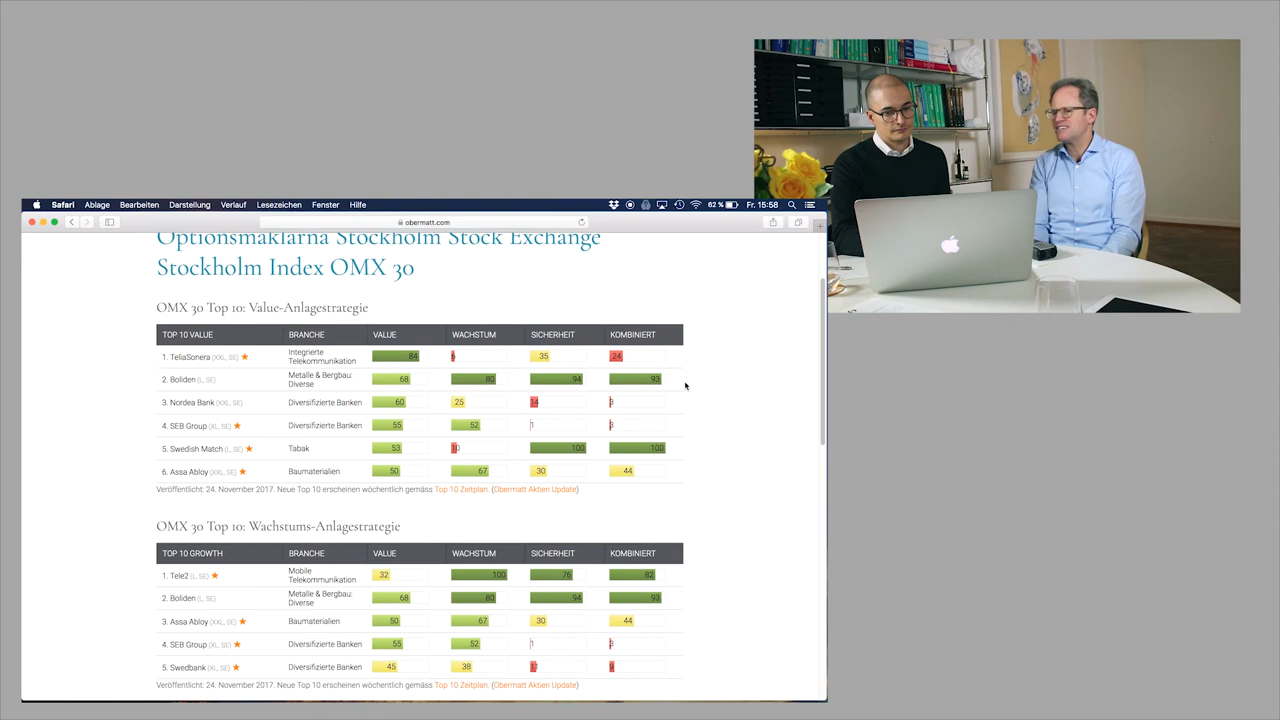 Safari Ablage Bearbeiten Darstellung Verlauf Lesezeichen Fenster Hilfe 62 % Fr. 15:58
obermatt.com
Optionsmäklarna Stockholm Stock Exchange
Stockholm Index OMX 30
OMX 30 Top 10: Value-Anlagestrategie
TOP 10 VALUE BRANCHE VALUE WACHSTUM SICHERHEIT KOMBINIERT
1. TeliaSonera (XXL, SE) Integrierte Telekommunikation 84 6 35 24
2. Boliden (L, SE) Metalle & Bergbau: Diverse 68 80 94 93
3. Nordea Bank (XXL, SE) Diversifizierte Banken 60 25 14 3
4. SEB Group (XL, SE) Diversifizierte Banken 55 52 1 3
5. Swedish Match (L, SE) Tabak 53 10 100 100
6. Assa Abloy (XXL, SE) Baumaterialien 50 67 30 44
Veröffentlicht: 24. November 2017. Neue Top 10 erscheinen wöchentlich gemäss Top 10 Zeitplan. (Obermatt Aktien Update)
OMX 30 Top 10: Wachstums-Anlagestrategie
TOP 10 GROWTH BRANCHE VALUE WACHSTUM SICHERHEIT KOMBINIERT
1. Tele2 (L, SE) Mobile Telekommunikation 32 100 76 82
2. Boliden (L, SE) Metalle & Bergbau: Diverse 68 80 94 93
3. Assa Abloy (XXL, SE) Baumaterialien 50 67 30 44
4. SEB Group (XL, SE) Diversifizierte Banken 55 52 1 3
5. Swedbank (XL, SE) Diversifizierte Banken 45 38
Veröffentlicht: 24. November 2017. Neue Top 10 erscheinen wöchentlich gemäss Top 10 Zeitplan. (Obermatt Aktien Update)